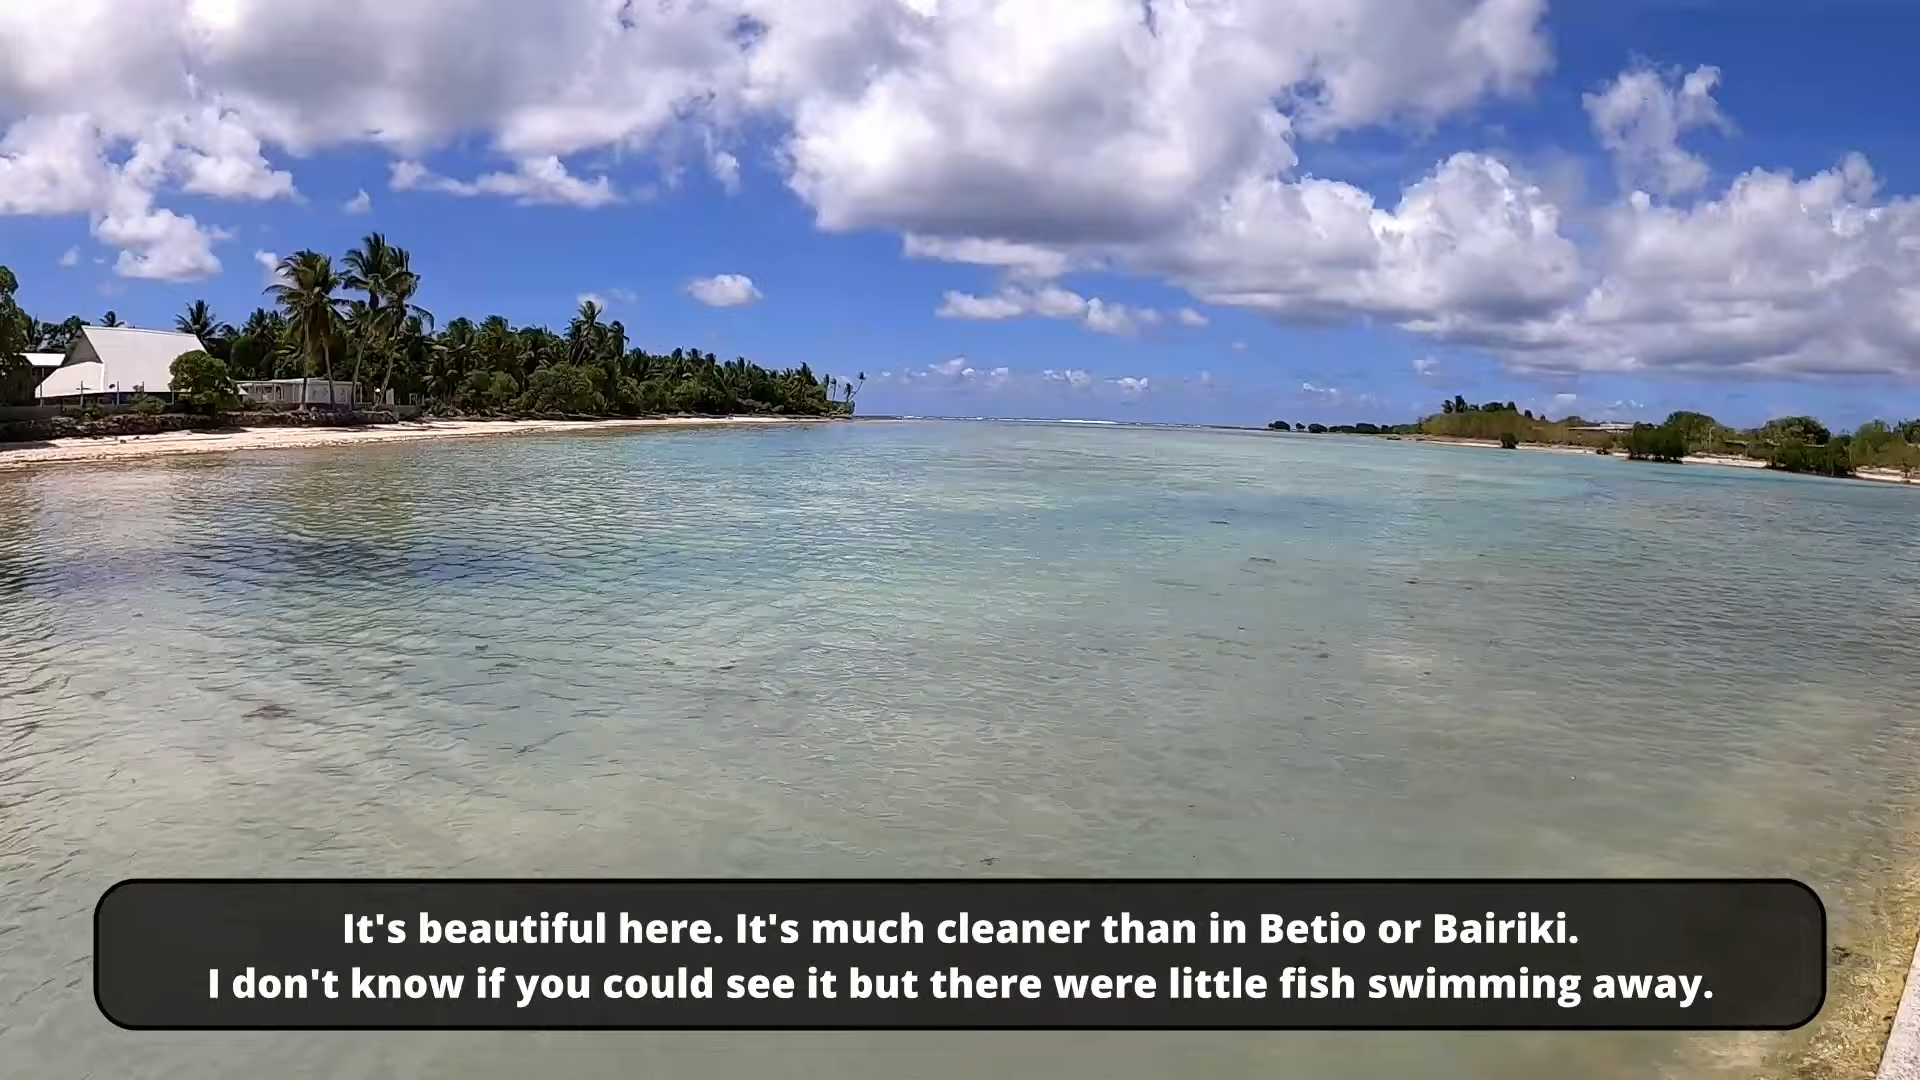 It's beautiful here. It's much cleaner than in Betio or Bairiki.
I don't know if you could see it but there were little fish swimming away.